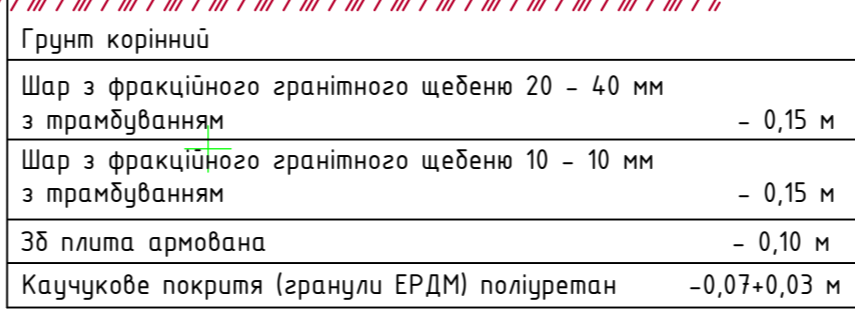 Грунт корінний
Шар з фракційного гранітного щебеню 20 - 40 мм
з трамбуванням - 0,15 м
Шар з фракційного гранітного щебеню 10 - 10 мм
з трамбуванням - 0,15 м
Зб плита армована - 0,10 м
Каучукове покритя (гранули ЕРДМ) поліуретан -0,07+0,03 м